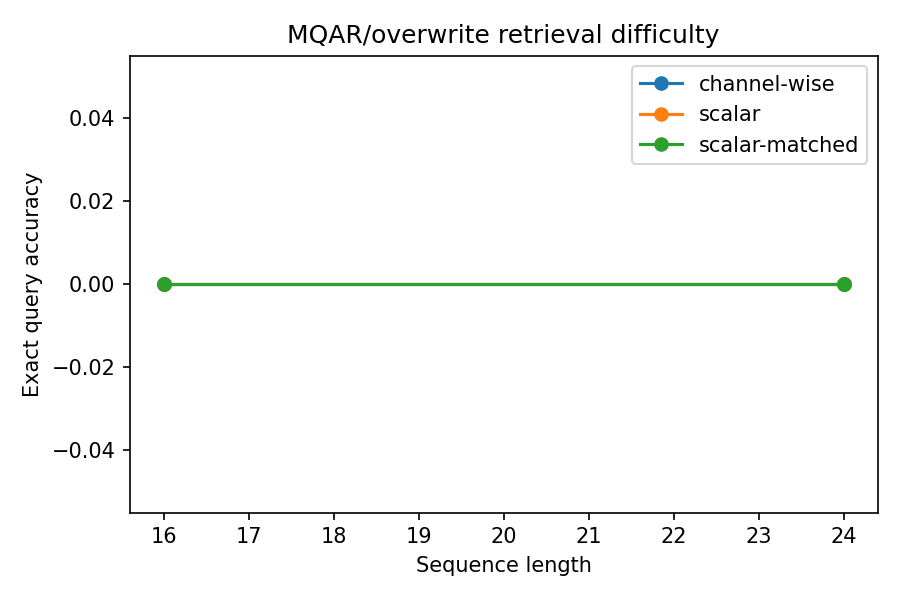 MQAR/overwrite retrieval difficulty
channel-wise
scalar
scalar-matched
Exact query accuracy
0.04
0.02
0.00
−0.02
−0.04
16 17 18 19 20 21 22 23 24
Sequence length